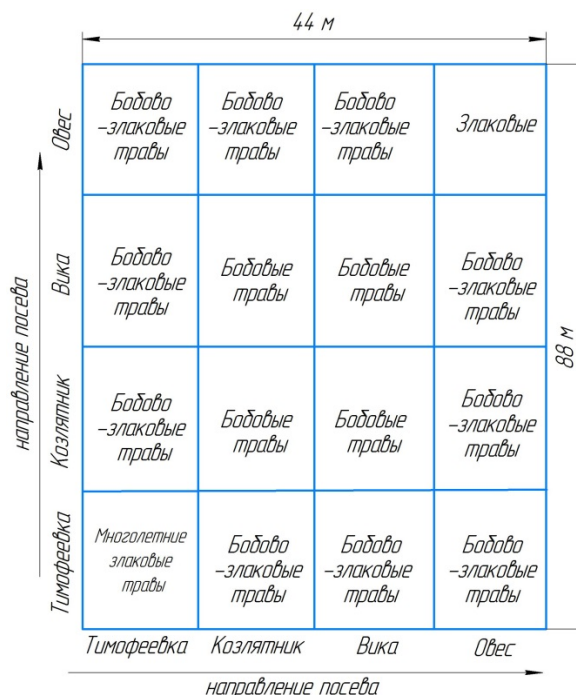 44 м
Овес
Бобово
-злаковые
травы
Бобово
-злаковые
травы
Бобово
-злаковые
травы
Злаковые
88 м
направление посева
Вика
Бобово
-злаковые
травы
Бобовые
травы
Бобовые
травы
Бобово
-злаковые
травы
Козлятник
Бобово
-злаковые
травы
Бобовые
травы
Бобовые
травы
Бобово
-злаковые
травы
Тимофеевка
Многолетние
злаковые
травы
Бобово
-злаковые
травы
Бобово
-злаковые
травы
Бобово
-злаковые
травы
Тимофеевка
Козлятник
Вика
Овес
направление посева